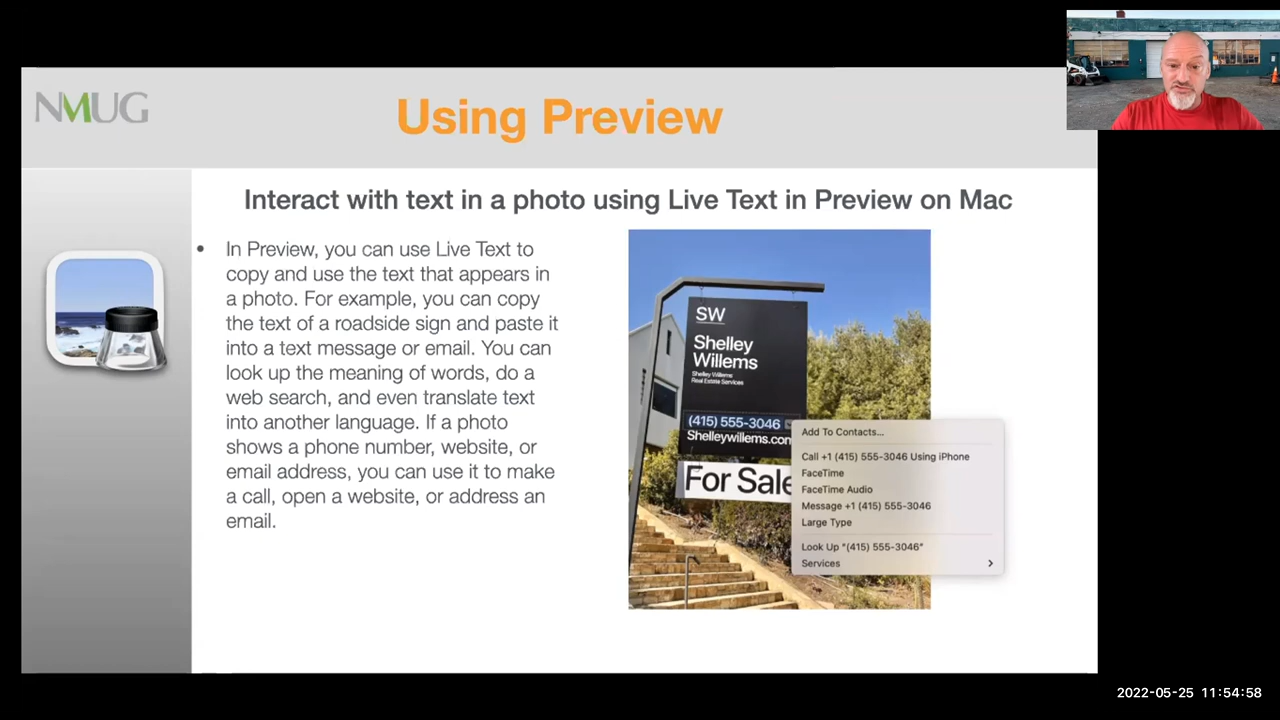 NMUG
Using Preview
Interact with text in a photo using Live Text in Preview on Mac
• In Preview, you can use Live Text to
copy and use the text that appears in
a photo. For example, you can copy
the text of a roadside sign and paste it
into a text message or email. You can
look up the meaning of words, do a
web search, and even translate text
into another language. If a photo
shows a phone number, website, or
email address, you can use it to make
a call, open a website, or address an
email.
SW
Shelley
Willems
Shelley Willems
Real Estate Services
(415) 555-3046
Shelleywillems.com
For Sale
Add To Contacts...
Call +1 (415) 555-3046 Using iPhone
FaceTime
FaceTime Audio
Message +1 (415) 555-3046
Large Type
Look Up "(415) 555-3046"
Services
2022-05-25 11:54:58